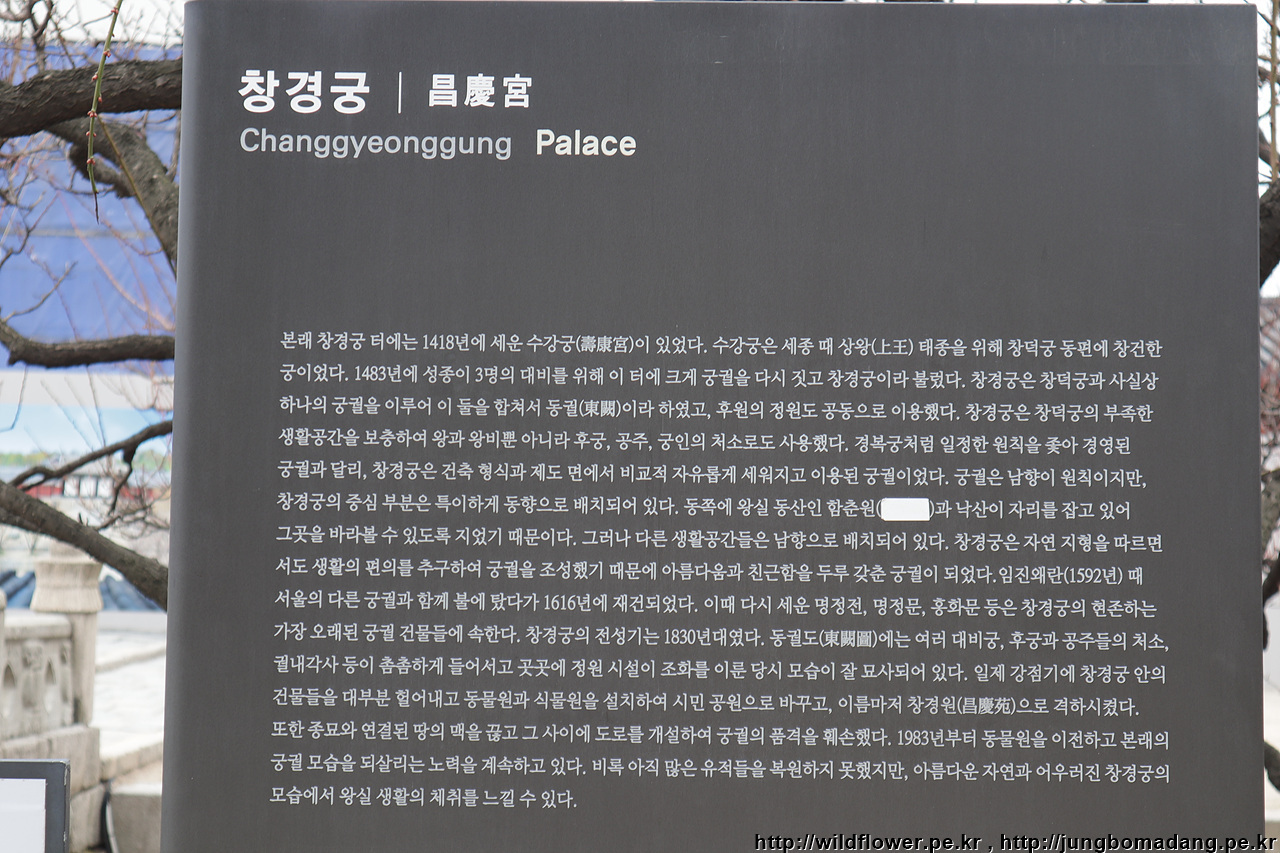 창경궁 | 昌慶宮
Changgyeonggung Palace
본래 창경궁 터에는 1418년에 세운 수강궁(壽康宮)이 있었다. 수강궁은 세종 때 상왕(上王) 태종을 위해 창덕궁 동편에 창건한
궁이었다. 1483년에 성종이 3명의 대비를 위해 이 터에 크게 궁궐을 다시 짓고 창경궁이라 불렀다. 창경궁은 창덕궁과 사실상
하나의 궁궐을 이루어 이 둘을 합쳐서 동궐(東闕)이라 하였고, 후원의 정원도 공동으로 이용했다. 창경궁은 창덕궁의 부족한
생활공간을 보충하여 왕과 왕비뿐 아니라 후궁, 공주, 궁인의 처소로도 사용했다. 경복궁처럼 일정한 원칙을 좇아 경영된
궁궐과 달리, 창경궁은 건축 형식과 제도 면에서 비교적 자유롭게 세워지고 이용된 궁궐이었다. 궁궐은 남향이 원칙이지만,
창경궁의 중심 부분은 특이하게 동향으로 배치되어 있다. 동쪽에 왕실 동산인 함춘원( )과 낙산이 자리를 잡고 있어
그곳을 바라볼 수 있도록 지었기 때문이다. 그러나 다른 생활공간들은 남향으로 배치되어 있다. 창경궁은 자연 지형을 따르면
서도 생활의 편의를 추구하여 궁궐을 조성했기 때문에 아름다움과 친근함을 두루 갖춘 궁궐이 되었다.임진왜란(1592년) 때
서울의 다른 궁궐과 함께 불에 탔다가 1616년에 재건되었다. 이때 다시 세운 명정전, 명정문, 홍화문 등은 창경궁의 현존하는
가장 오래된 궁궐 건물들에 속한다. 창경궁의 전성기는 1830년대였다. 동궐도(東闕圖)에는 여러 대비궁, 후궁과 공주들의 처소,
궐내각사 등이 촘촘하게 들어서고 곳곳에 정원 시설이 조화를 이룬 당시 모습이 잘 묘사되어 있다. 일제 강점기에 창경궁 안의
건물들을 대부분 헐어내고 동물원과 식물원을 설치하여 시민 공원으로 바꾸고, 이름마저 창경원(昌慶苑)으로 격하시켰다.
또한 종묘와 연결된 땅의 맥을 끊고 그 사이에 도로를 개설하여 궁궐의 품격을 훼손했다. 1983년부터 동물원을 이전하고 본래의
궁궐 모습을 되살리는 노력을 계속하고 있다. 비록 아직 많은 유적들을 복원하지 못했지만, 아름다운 자연과 어우러진 창경궁의
모습에서 왕실 생활의 체취를 느낄 수 있다.
http://wildflower.pe.kr , http://jungbomadang.pe.kr